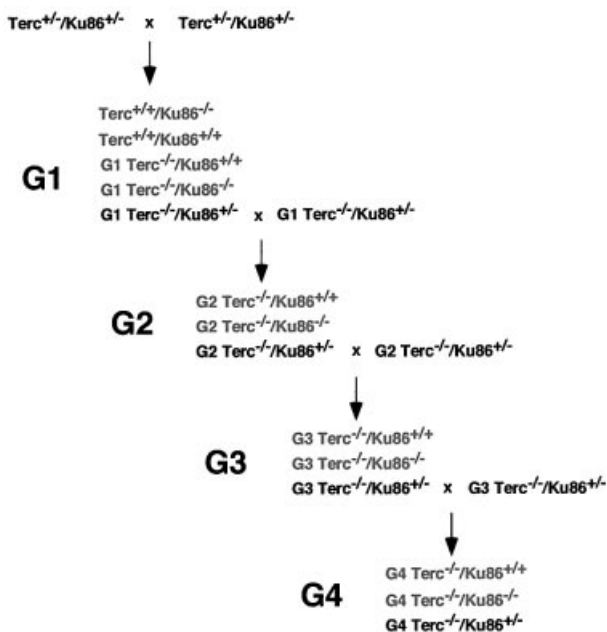 Terc+/-/Ku86+/- x Terc+/-/Ku86+/-
Terc+/+/Ku86-/-
Terc+/+/Ku86+/+
G1 Terc-/-/Ku86+/+
G1
G1 Terc-/-/Ku86-/-
G1 Terc-/-/Ku86+/- x G1 Terc-/-/Ku86+/-
G2 Terc-/-/Ku86+/+
G2
G2 Terc-/-/Ku86-/-
G2 Terc-/-/Ku86+/- x G2 Terc-/-/Ku86+/-
G3 Terc-/-/Ku86+/+
G3
G3 Terc-/-/Ku86-/-
G3 Terc-/-/Ku86+/- x G3 Terc-/-/Ku86+/-
G4 Terc-/-/Ku86+/+
G4
G4 Terc-/-/Ku86-/-
G4 Terc-/-/Ku86+/-